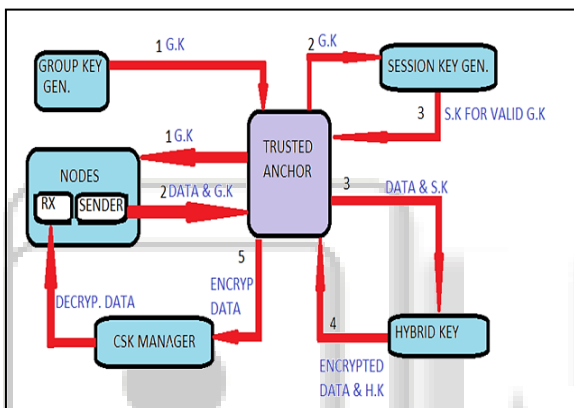 1 G.K
2 G.K
GROUP KEY
GEN.
SESSION KEY GEN.
3 S.K FOR VALID G.K
1 G.K
TRUSTED
ANCHOR
NODES
RX
SENDER
2 DATA & G.K
3 DATA & S.K
5
ENCRYP
DATA
DECRYP. DATA
4
CSK MANAGER
HYBRID KEY
ENCRYPTED
DATA & H.K